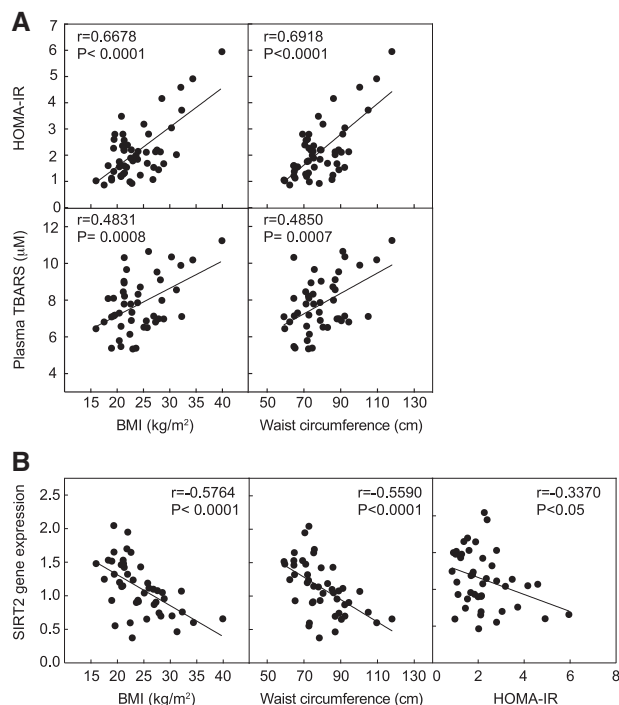 A
r=0.6678
P< 0.0001
r=0.6918
P<0.0001
HOMA-IR
7
6
5
4
3
2
1
0
r=0.4831
P= 0.0008
r=0.4850
P= 0.0007
Plasma TBARS (μM)
12
10
8
6
4
15 20 25 30 35 40
50 70 90 110 130
BMI (kg/m²)
Waist circumference (cm)
B
r=-0.5764
P< 0.0001
r=-0.5590
P<0.0001
r=-0.3370
P<0.05
SIRT2 gene expression
2.5
2.0
1.5
1.0
0.5
0.0
15 20 25 30 35 40
50 70 90 110 130
0 2 4 6 8
BMI (kg/m²)
Waist circumference (cm)
HOMA-IR